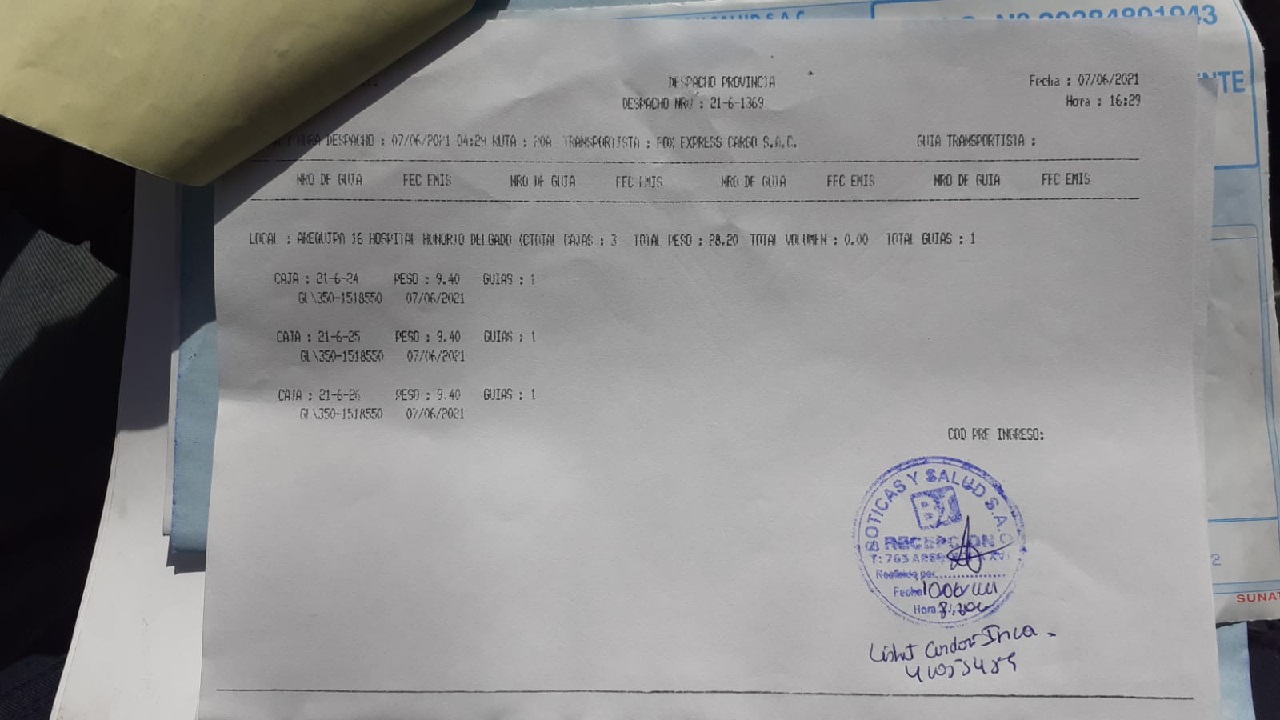 Nº 00284801943
SALUD S.A.C.
DESPACHO PROVINCIA
Fecha : 07/06/2021
DESPACHO NRO : 21-6-1369
Hora : 16:29
DESPACHO : 07/06/2021 04:24 RUTA : POA TRANSPORTISTA : FOX EXPRESS CARGO S.A.C. GUIA TRANSPORTISTA :
NRO DE GUIA FEC EMIS NRO DE GUIA FEC EMIS NRO DE GUIA FEC EMIS NRO DE GUIA FEC EMIS
LOCAL : AREQUIPA 16 HOSPITAL HONORIO DELGADO (CTOTAL CAJAS : 3 TOTAL PESO : 28.20 TOTAL VOLUMEN : 0.00 TOTAL GUIAS : 1
CAJA : 21-6-24 PESO : 9.40 GUIAS : 1
GL\350-1518550 07/06/2021
CAJA : 21-6-25 PESO : 9.40 GUIAS : 1
GL\350-1518550 07/06/2021
CAJA : 21-6-26 PESO : 9.40 GUIAS : 1
GL\350-1518550 07/06/2021
COD PRE INGRESO:
BOTICAS Y SALUD S.A.C.
RECEPCION
T: 763
Recibido por
Fecha
Hora
SUNAT